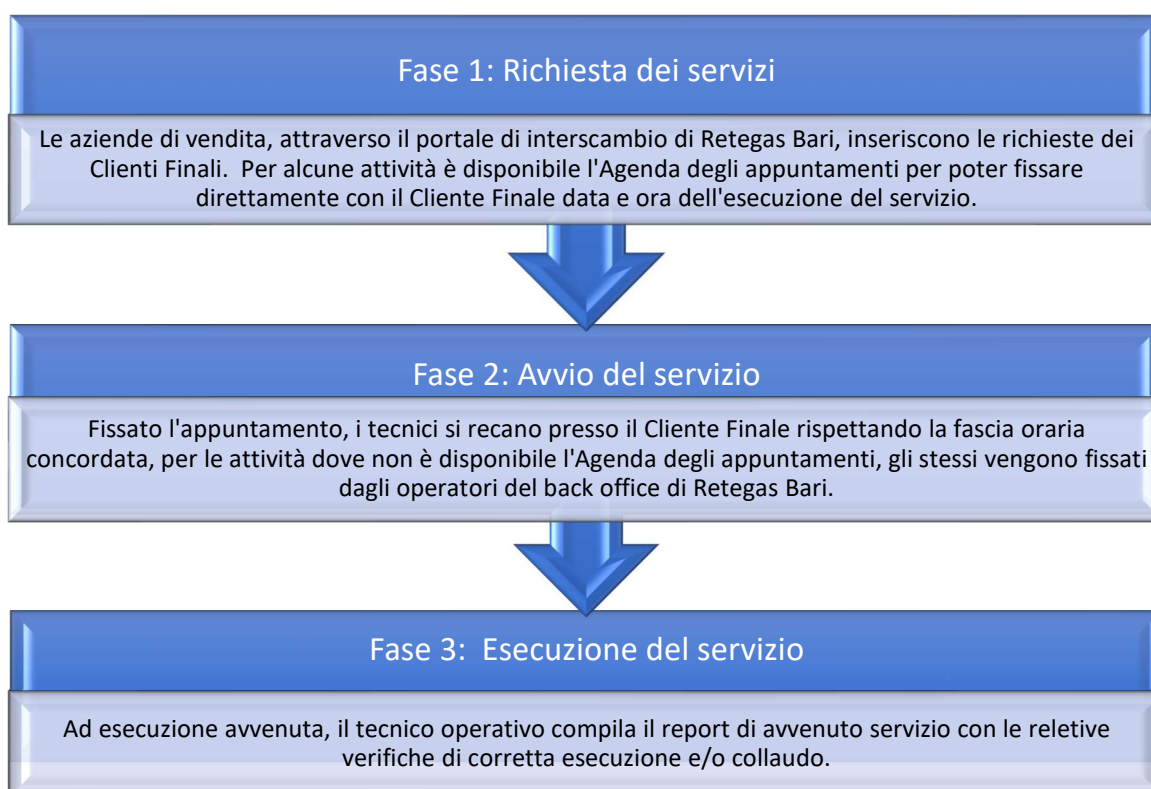 Fase 1: Richiesta dei servizi
Le aziende di vendita, attraverso il portale di interscambio di Retegas Bari, inseriscono le richieste dei
Clienti Finali. Per alcune attività è disponibile l'Agenda degli appuntamenti per poter fissare
direttamente con il Cliente Finale data e ora dell'esecuzione del servizio.
Fase 2: Avvio del servizio
Fissato l'appuntamento, i tecnici si recano presso il Cliente Finale rispettando la fascia oraria
concordata, per le attività dove non è disponibile l'Agenda degli appuntamenti, gli stessi vengono fissati
dagli operatori del back office di Retegas Bari.
Fase 3: Esecuzione del servizio
Ad esecuzione avvenuta, il tecnico operativo compila il report di avvenuto servizio con le reletive
verifiche di corretta esecuzione e/o collaudo.